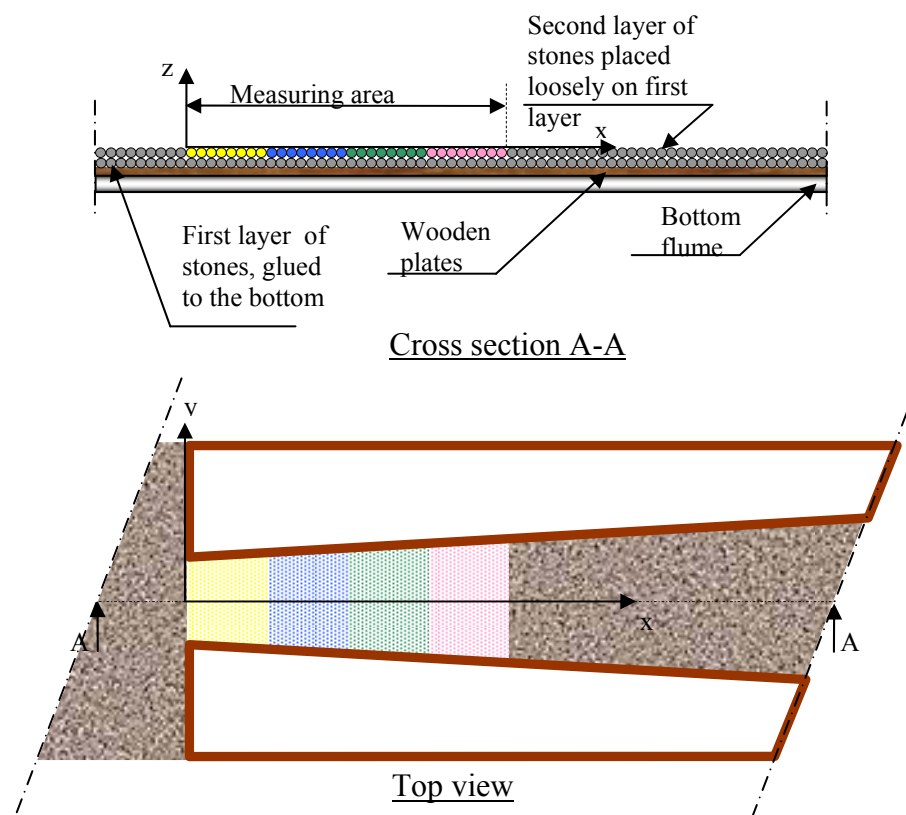 Second layer of
stones placed
loosely on first
layer
z
Measuring area
x
First layer of
stones, glued
to the bottom
Wooden
plates
Bottom
flume
Cross section A-A
v
A
x
A
Top view